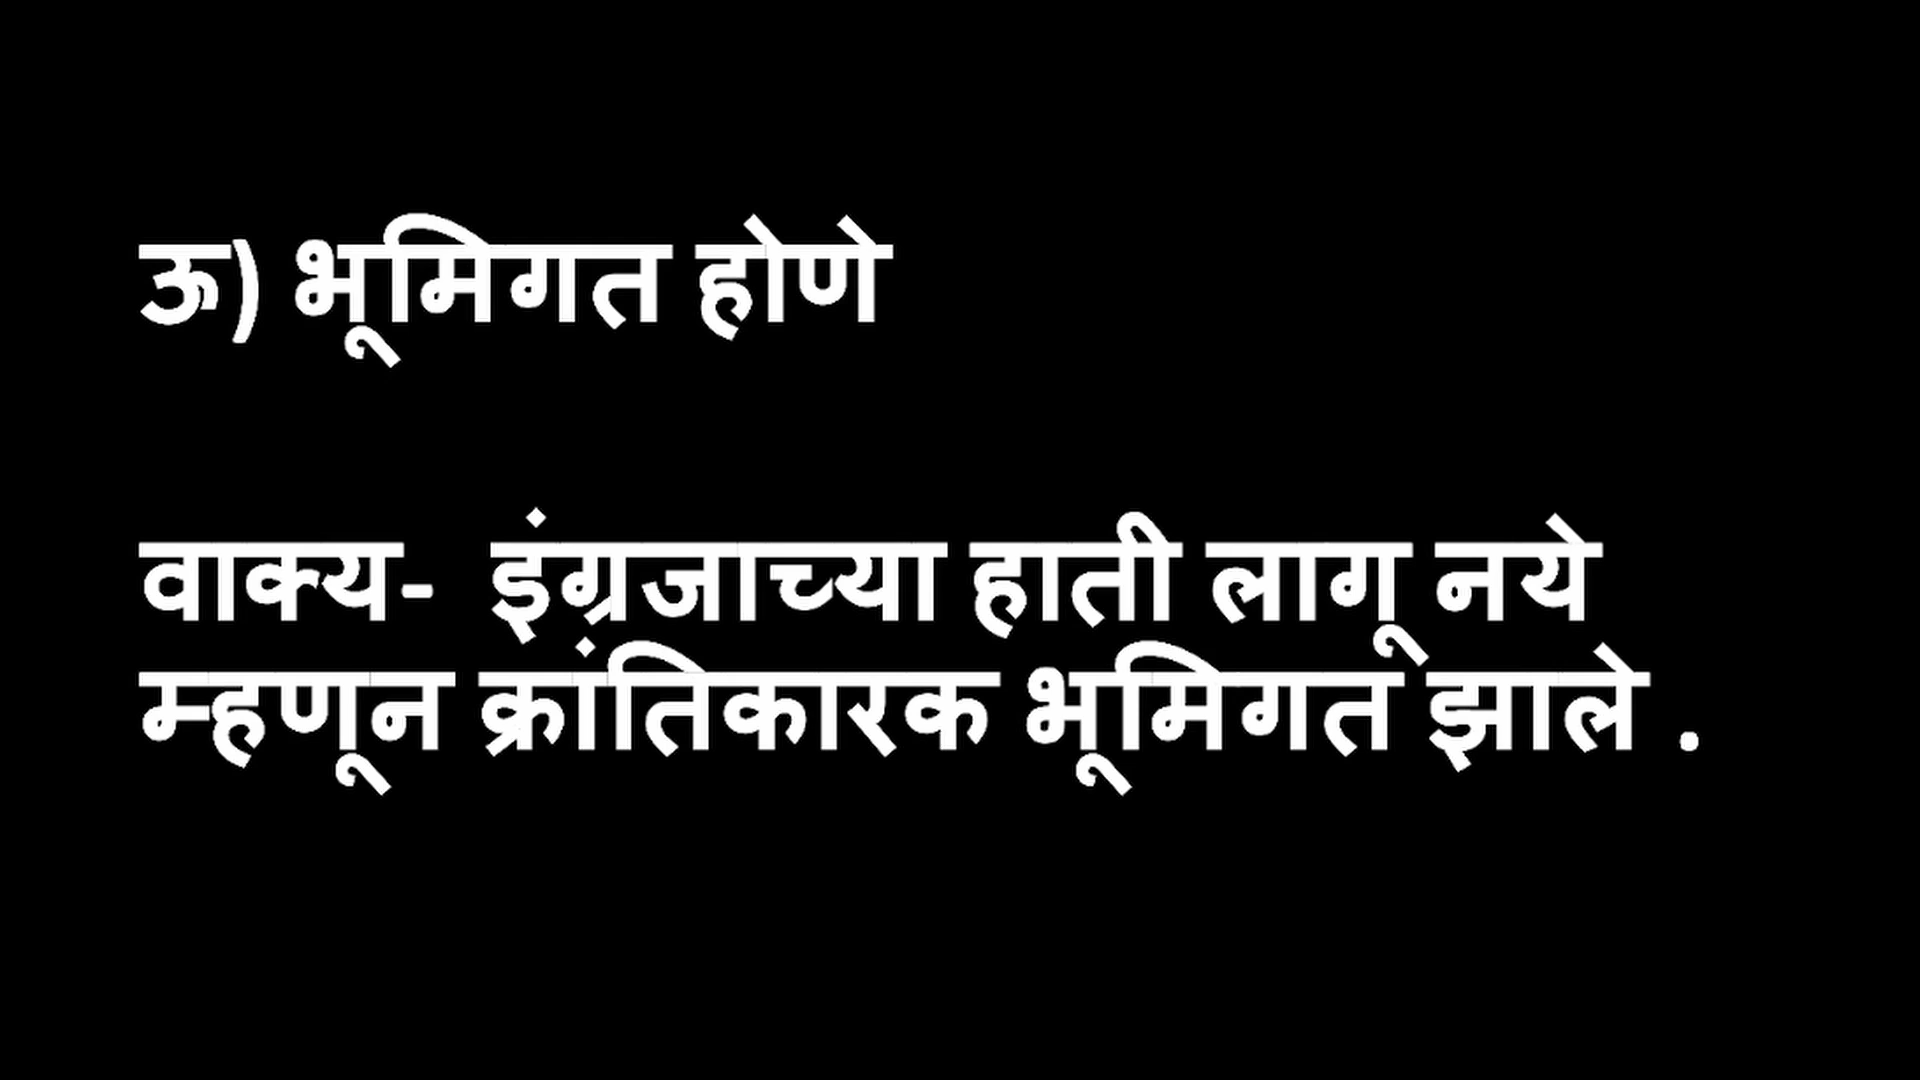 ऊ) भूमिगत होणे
वाक्य-  इंग्रजाच्या हाती लागू नये
म्हणून क्रांतिकारक भूमिगत झाले .